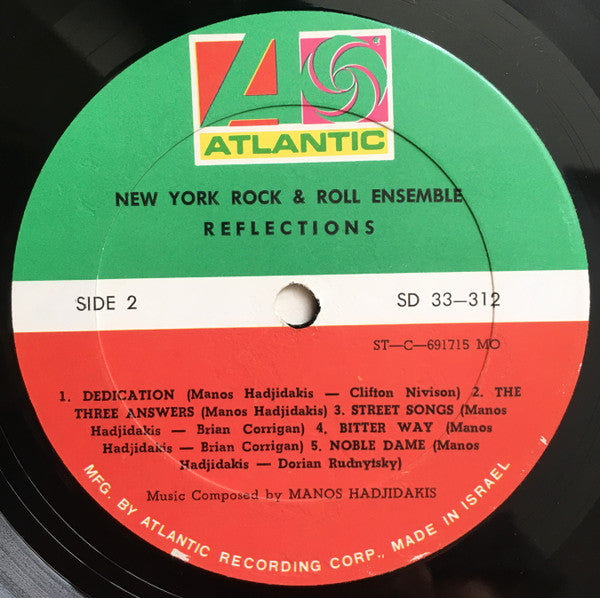 ATLANTIC
NEW YORK ROCK & ROLL ENSEMBLE
REFLECTIONS
SIDE 2
SD 33—312
ST—C—691715 MO
1. DEDICATION (Manos Hadjidakis — Clifton Nivison) 2. THE
THREE ANSWERS (Manos Hadjidakis) 3. STREET SONGS (Manos
Hadjidakis — Brian Corrigan) 4. BITTER WAY (Manos
Hadjidakis — Brian Corrigan) 5. NOBLE DAME (Manos
Hadjidakis — Dorian Rudnytsky)
Music Composed by MANOS HADJIDAKIS
MFG. BY ATLANTIC RECORDING CORP., MADE IN ISRAEL